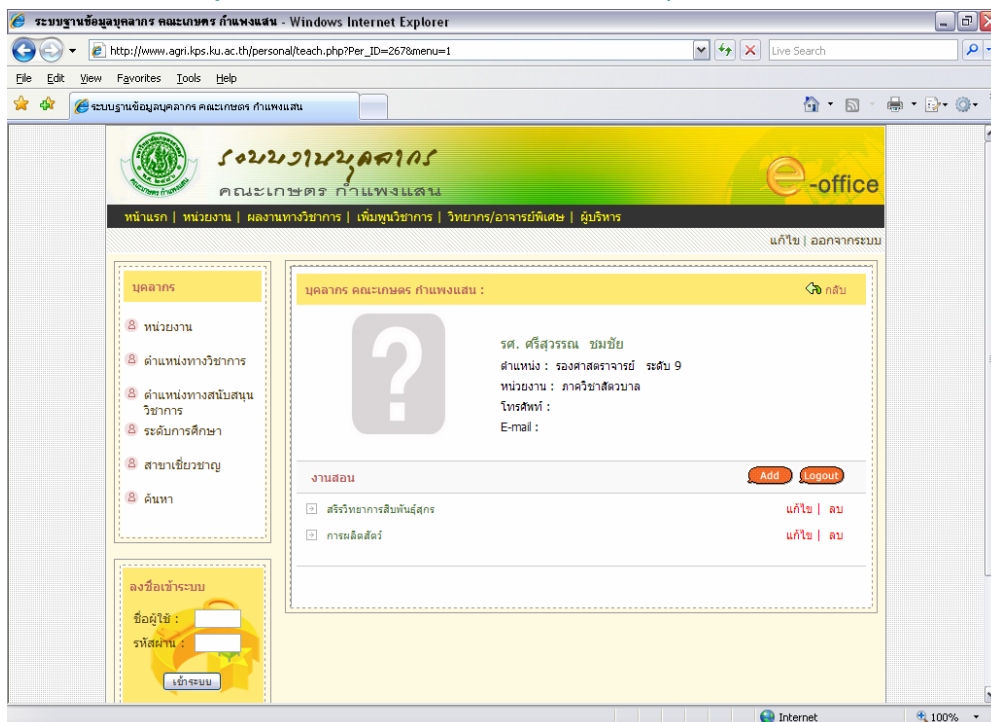 ระบบฐานข้อมูลบุคลากร คณะเกษตร กำแพงแสน - Windows Internet Explorer
http://www.agri.kps.ku.ac.th/personal/teach.php?Per_ID=267&menu=1
Live Search
File Edit View Favorites Tools Help
ระบบฐานข้อมูลบุคลากร คณะเกษตร กำแพงแสน
ระบบงานบุคลากร
คณะเกษตร กำแพงแสน
e-office
หน้าแรก | หน่วยงาน | ผลงานทางวิชาการ | เพิ่มพูนวิชาการ | วิทยากร/อาจารย์พิเศษ | ผู้บริหาร
แก้ไข | ออกจากระบบ
บุคลากร
หน่วยงาน
ตำแหน่งทางวิชาการ
ตำแหน่งทางสนับสนุน
วิชาการ
ระดับการศึกษา
สาขาเชี่ยวชาญ
ค้นหา
บุคลากร คณะเกษตร กำแพงแสน :
กลับ
รศ. ศรีสุวรรณ ชมชัย
ตำแหน่ง : รองศาสตราจารย์ ระดับ 9
หน่วยงาน : ภาควิชาสัตวบาล
โทรศัพท์ :
E-mail :
งานสอน
Add Logout
สรีรวิทยาการสืบพันธุ์สุกร
แก้ไข | ลบ
การผลิตสัตว์
แก้ไข | ลบ
ลงชื่อเข้าระบบ
ชื่อผู้ใช้ :
รหัสผ่าน :
เข้าระบบ
Internet
100%